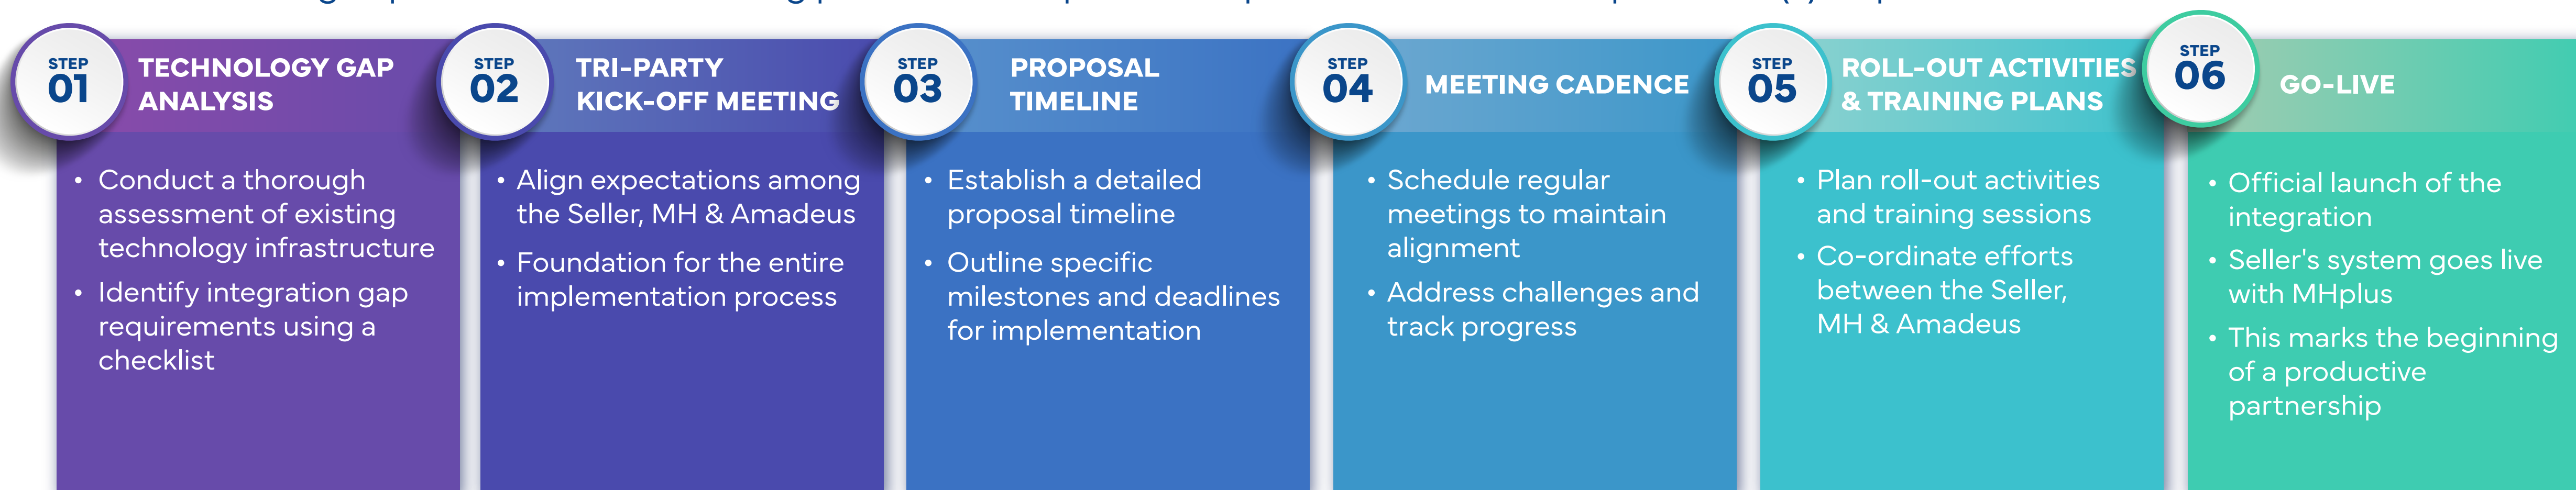 STEP
01
TECHNOLOGY GAP
ANALYSIS
• Conduct a thorough
assessment of existing
technology infrastructure
• Identify integration gap
requirements using a
checklist
STEP
02
TRI-PARTY
KICK-OFF MEETING
• Align expectations among
the Seller, MH & Amadeus
• Foundation for the entire
implementation process
STEP
03
PROPOSAL
TIMELINE
• Establish a detailed
proposal timeline
• Outline specific
milestones and deadlines
for implementation
STEP
04
MEETING CADENCE
• Schedule regular
meetings to maintain
alignment
• Address challenges and
track progress
STEP
05
ROLL-OUT ACTIVITIES
& TRAINING PLANS
• Plan roll-out activities
and training sessions
• Co-ordinate efforts
between the Seller,
MH & Amadeus
STEP
06
GO-LIVE
• Official launch of the
integration
• Seller's system goes live
with MHplus
• This marks the beginning
of a productive
partnership